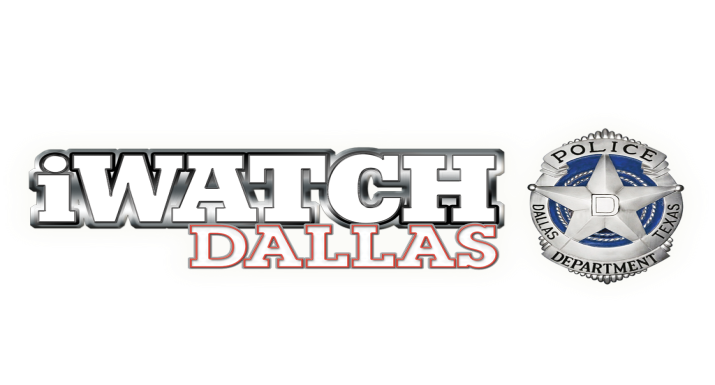 iWATCH
DALLAS
POLICE
D
DALLAS
TEXAS
DEPARTMENT